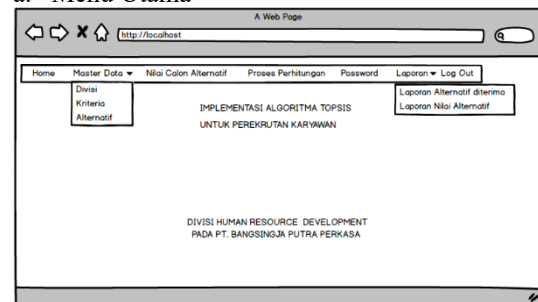 a. Menu Utama
A Web Page
http://localhost
Home Master Data Nilai Calon Alternatif Proses Perhitungan Password Laporan Log Out
Divisi
Kriteria
Alternatif
Laporan Alternatif diterima
Laporan Nilai Alternatif
IMPLEMENTASI ALGORITMA TOPSIS
UNTUK PEREKRUTAN KARYAWAN
DIVISI HUMAN RESOURCE DEVELOPMENT
PADA PT. BANGSINGJA PUTRA PERKASA